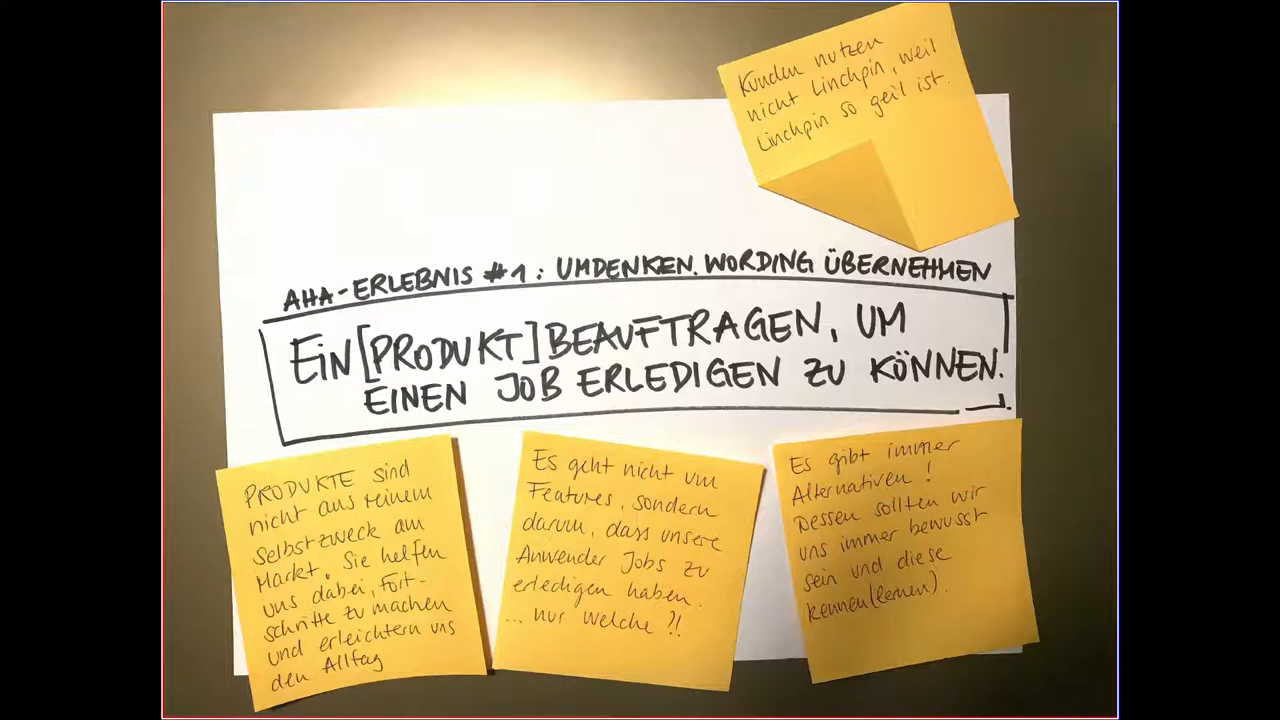 Kunden nutzen
nicht Linchpin, weil
Linchpin so geil ist.
AHA-ERLEBNIS #1: UMDENKEN. WORDING ÜBERNEHMEN
EIN [PRODUKT] BEAUFTRAGEN, UM
EINEN JOB ERLEDIGEN ZU KÖNNEN.
PRODUKTE sind
nicht aus reinem
Selbstzweck am
Markt. Sie helfen
uns dabei, Fort-
schritte zu machen
und erleichtern uns
den Alltag
Es geht nicht um
Features, sondern
darum, dass unsere
Anwender Jobs zu
erledigen haben.
... nur welche?!
Es gibt immer
Alternativen!
Dessen sollten wir
uns immer bewusst
sein und diese
kennen(lernen).